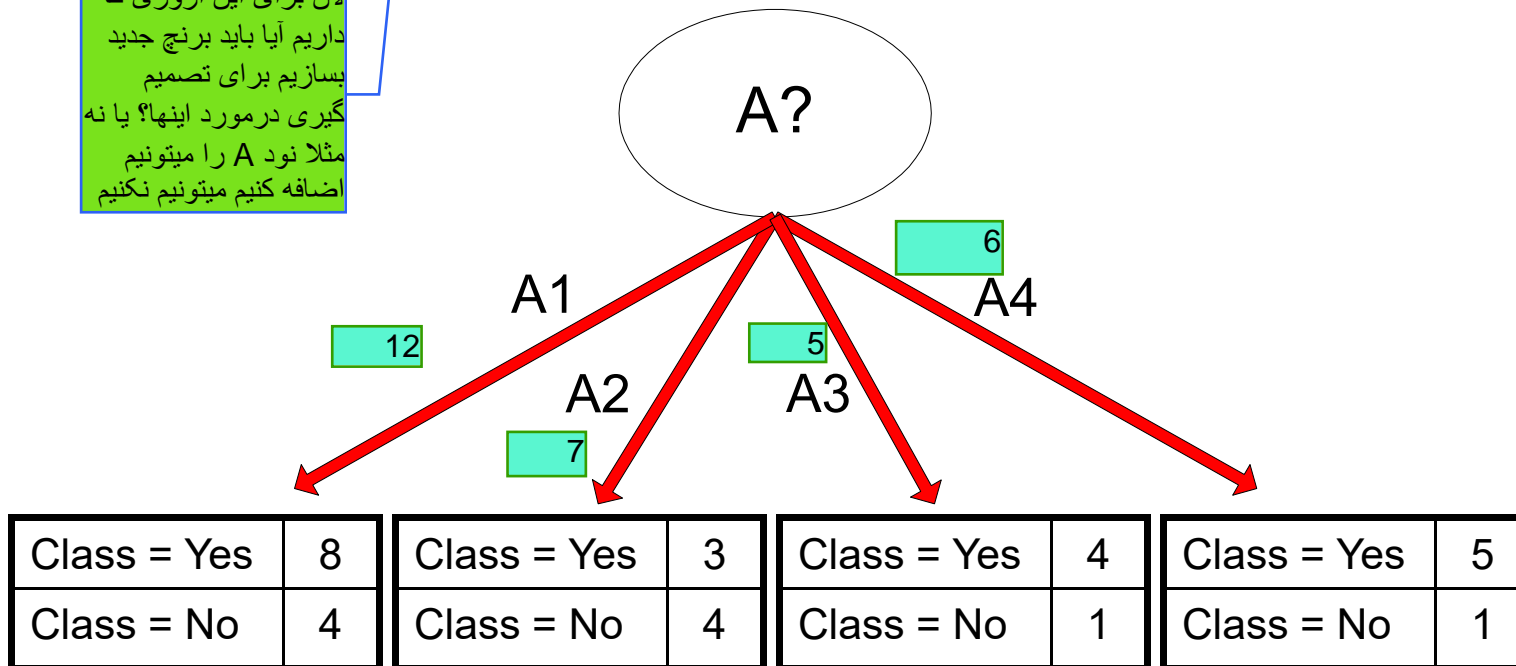 داریم آیا باید برنچ جدید
بسازیم برای تصمیم
گیری درمورد اینها؟ یا نه
مثلا نود A را میتونیم
اضافه کنیم میتونیم نکنیم
A?
6
A1
A4
12
5
A2
A3
7
Class = Yes 8
Class = No 4
Class = Yes 3
Class = No 4
Class = Yes 4
Class = No 1
Class = Yes 5
Class = No 1